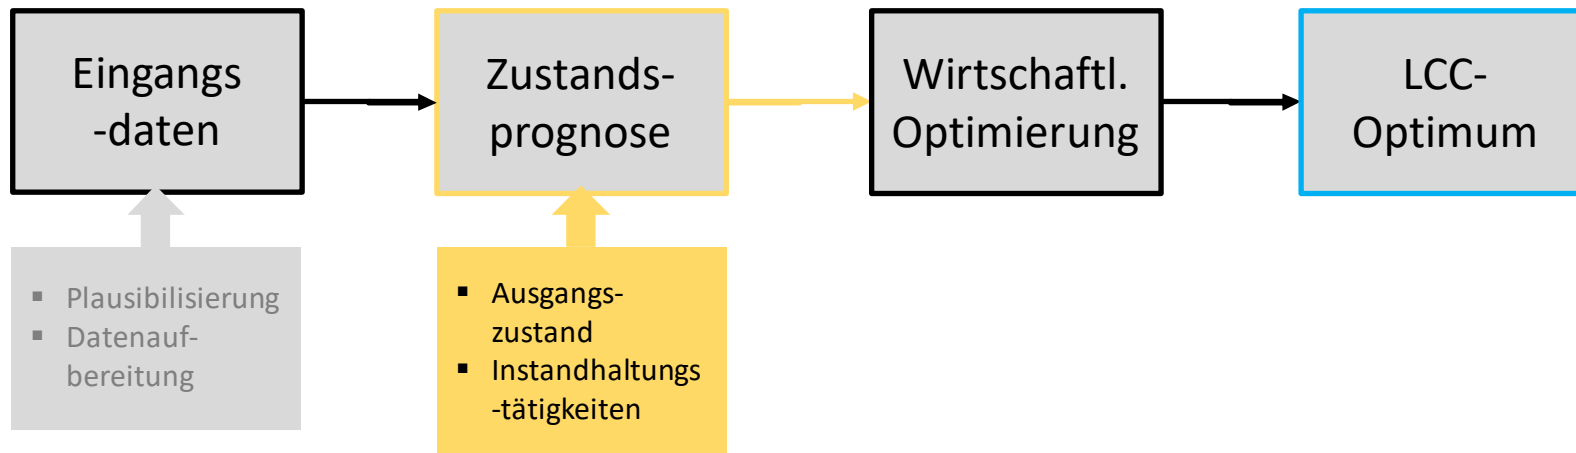 Eingangs
-daten
Zustands-
prognose
Wirtschaftl.
Optimierung
LCC-
Optimum
▪ Plausibilisierung
▪ Datenauf-
bereitung
▪ Ausgangs-
zustand
▪ Instandhaltungs
-tätigkeiten